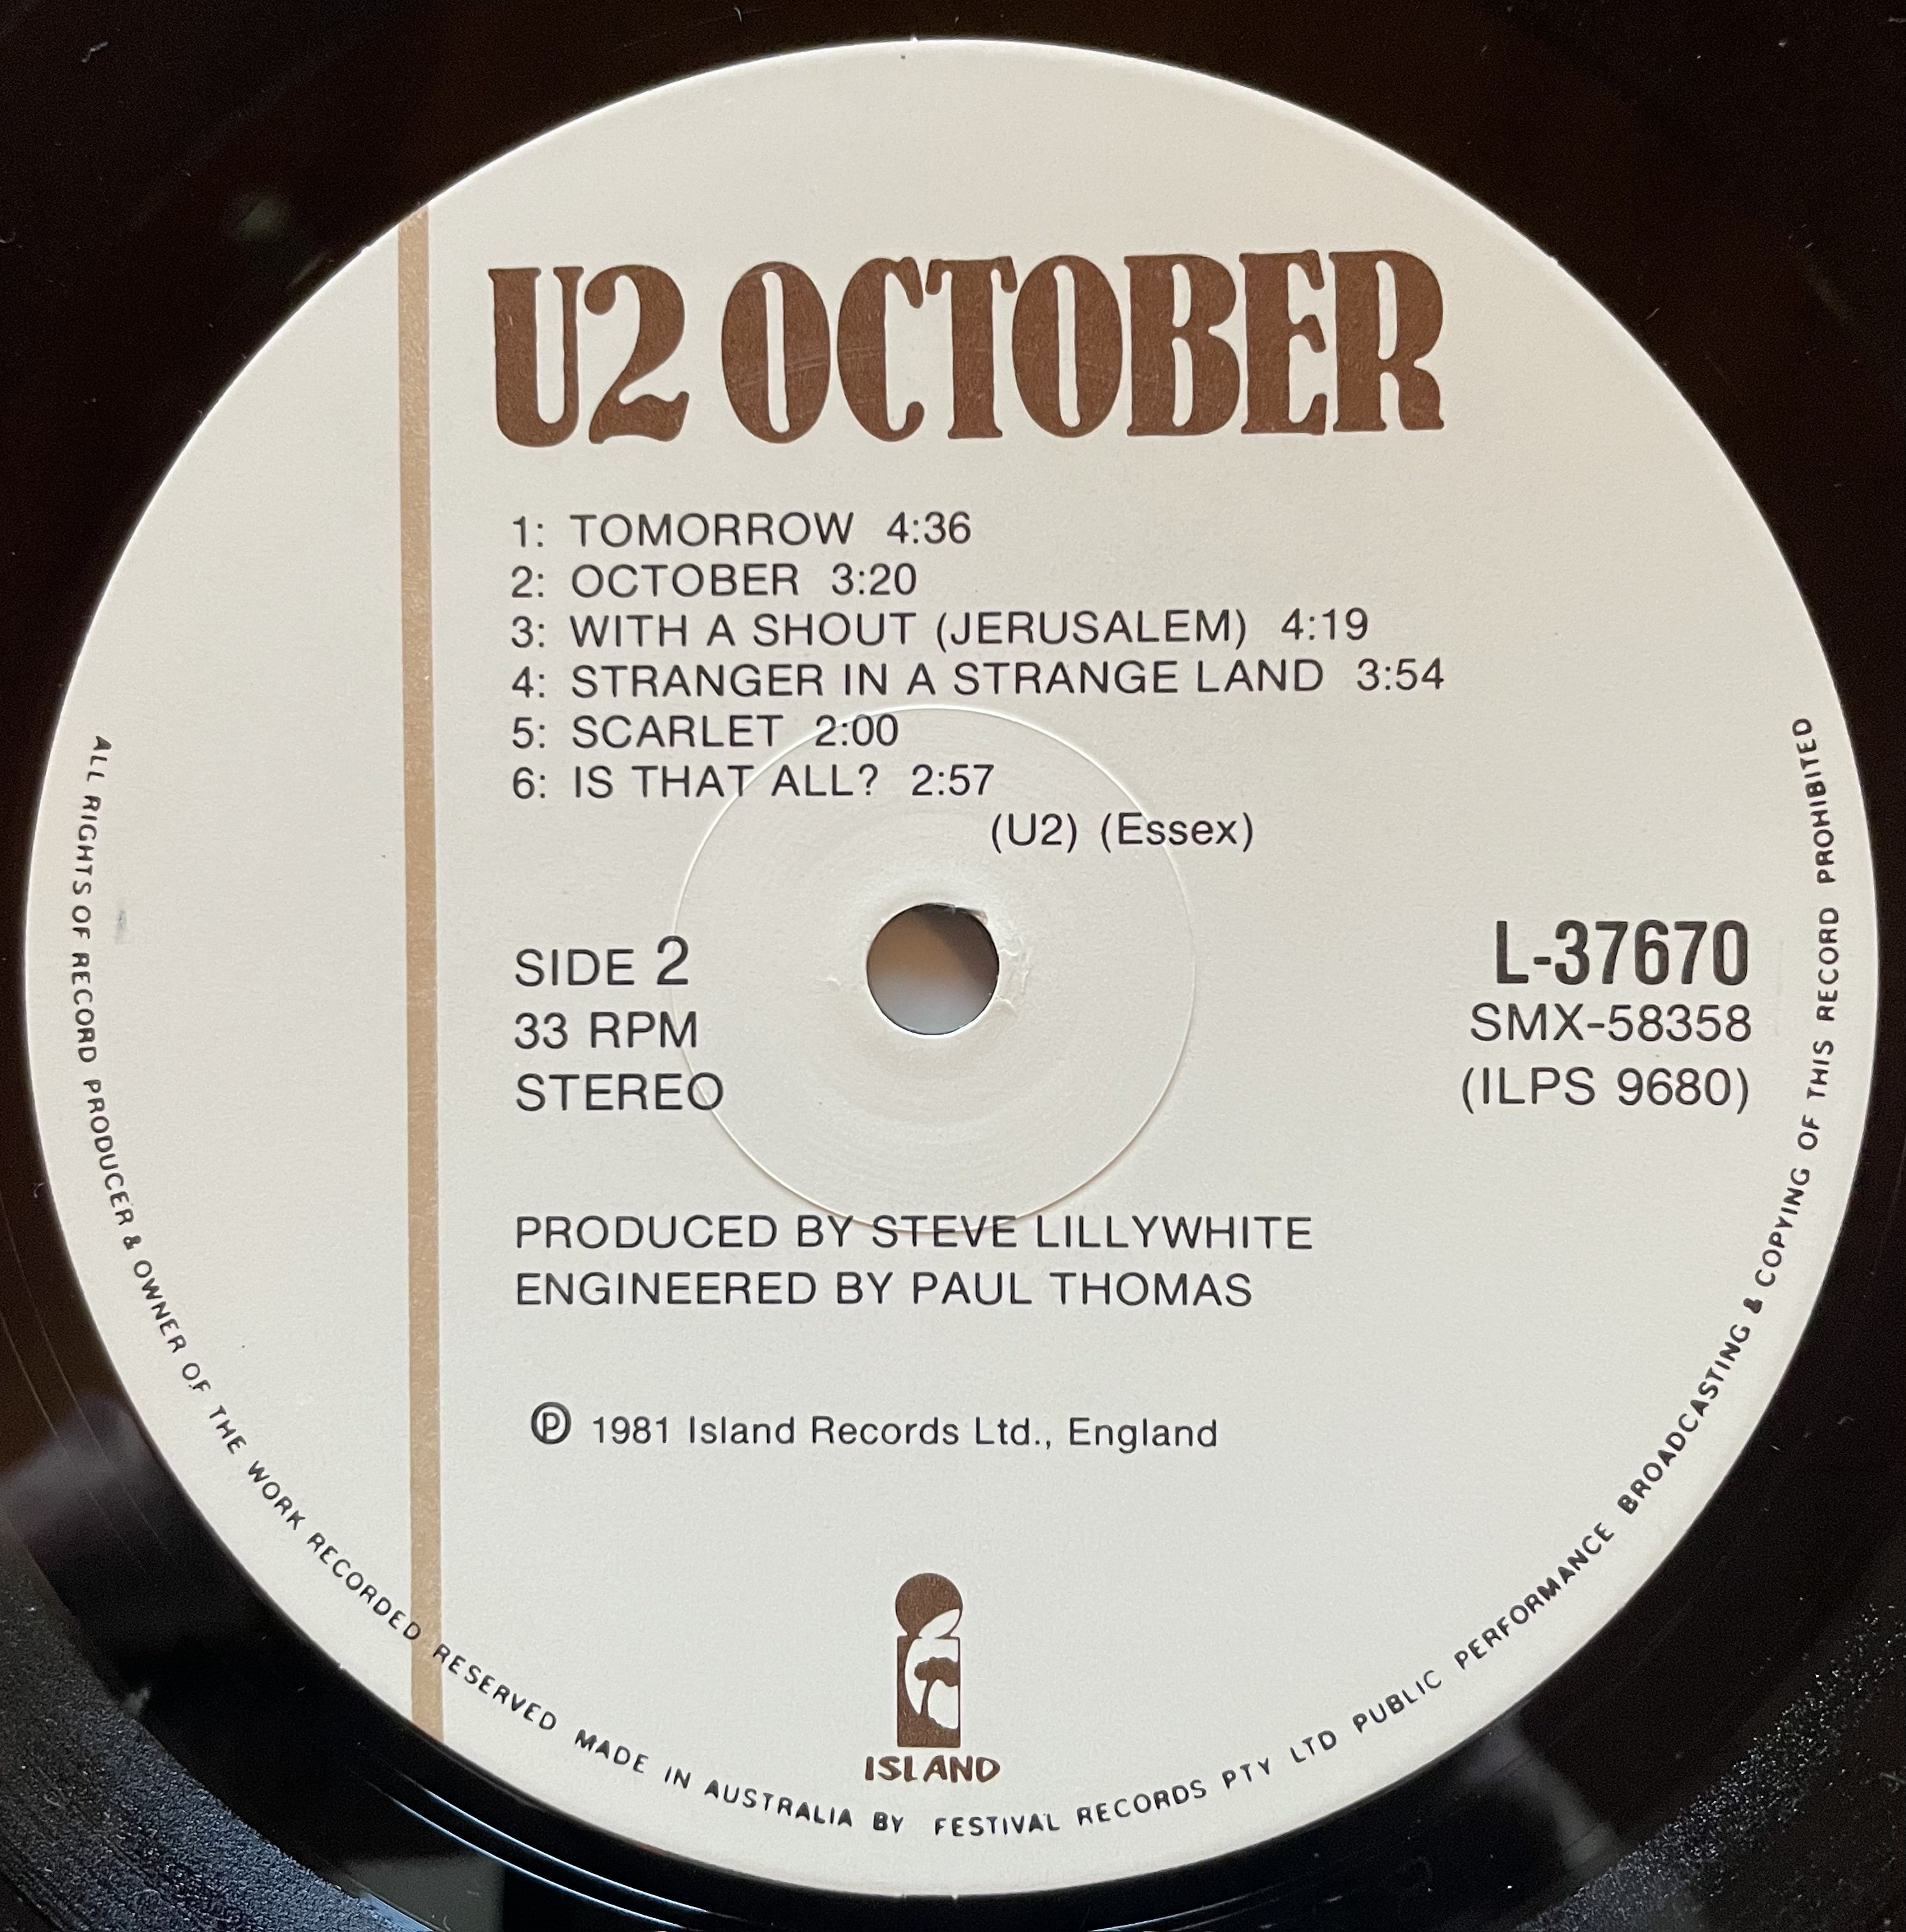 U2 OCTOBER
1: TOMORROW 4:36
2: OCTOBER 3:20
3: WITH A SHOUT (JERUSALEM) 4:19
4: STRANGER IN A STRANGE LAND 3:54
5: SCARLET 2:00
6: IS THAT ALL? 2:57
(U2) (Essex)
SIDE 2
33 RPM
STEREO
L-37670
SMX-58358
(ILPS 9680)
PRODUCED BY STEVE LILLYWHITE
ENGINEERED BY PAUL THOMAS
Ⓟ 1981 Island Records Ltd., England
ISLAND
ALL RIGHTS OF RECORD PRODUCER & OWNER OF THE WORK RECORDED RESERVED MADE IN AUSTRALIA BY FESTIVAL RECORDS PTY LTD PUBLIC PERFORMANCE BROADCASTING & COPYING OF THIS RECORD PROHIBITED